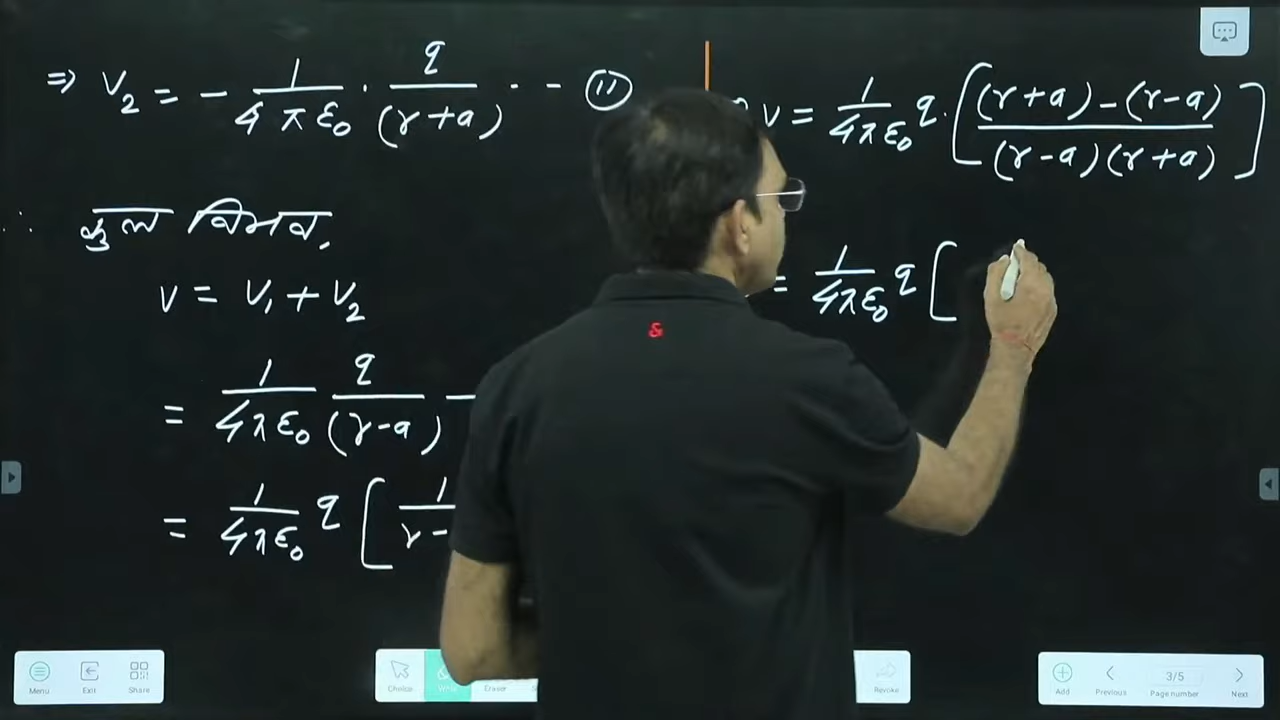 ⇒ V₂ = - 1/4πε₀ · q/(r+a) · - - (11)
∴ कुल विभव,
V = V₁ + V₂
= 1/4πε₀ q/(r-a) -
= 1/4πε₀ q [ 1/r-
V = 1/4πε₀ q · [ (r+a)-(r-a)/(r-a)(r+a) ]
= 1/4πε₀ q [
&
Menu
Exit
Share
Choice
Write
Eraser
Revoke
Add
Previous
3/5
Page number
Next